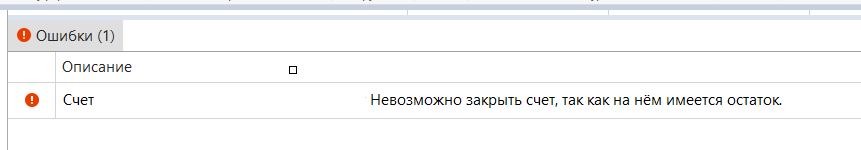 Ошибки (1)
Описание
Счет Невозможно закрыть счет, так как на нём имеется остаток.